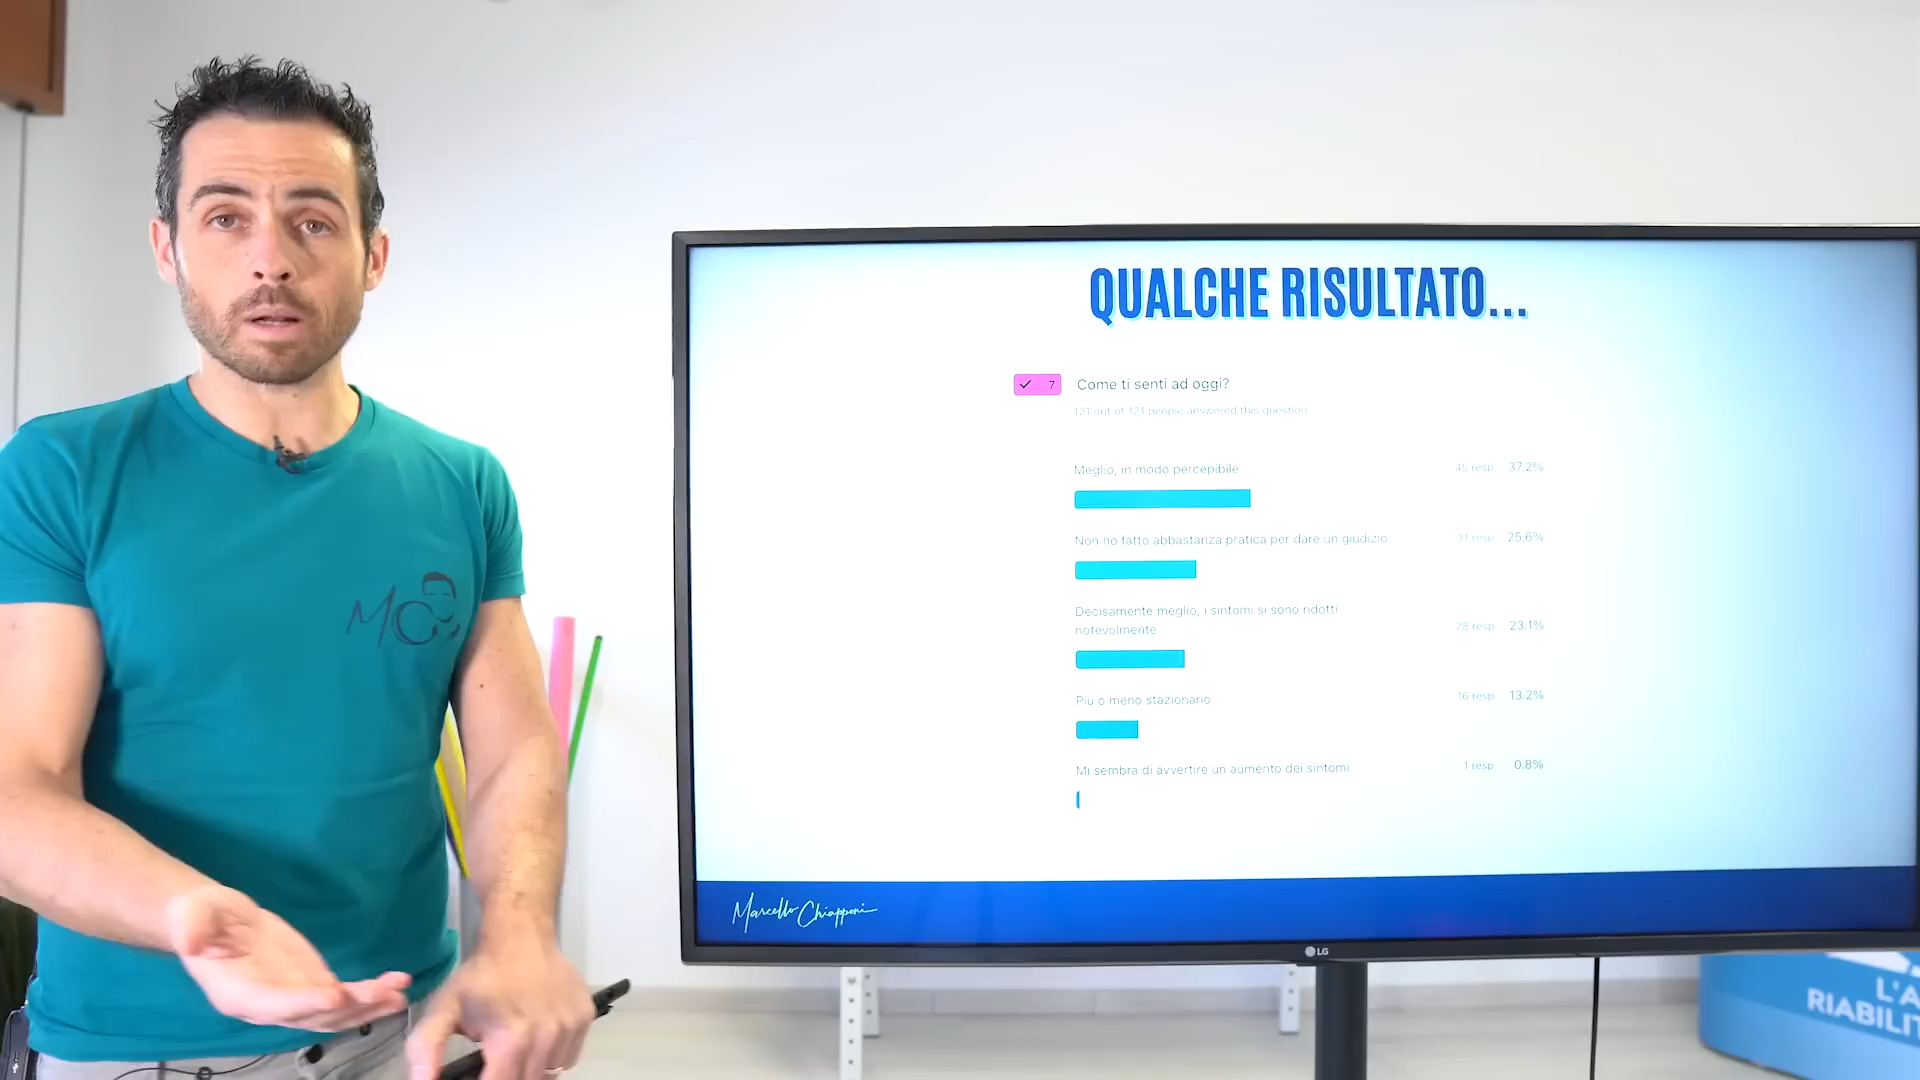 QUALCHE RISULTATO...
7 Come ti senti ad oggi?
121 out of 121 people answered this question
Meglio, in modo percepibile 45 resp. 37.2%
Non ho fatto abbastanza pratica per dare un giudizio 31 resp. 25.6%
Decisamente meglio, i sintomi si sono ridotti
notevolmente 28 resp. 23.1%
Più o meno stazionario 16 resp. 13.2%
Mi sembra di avvertire un aumento dei sintomi 1 resp. 0.8%
Marcello Chiapponi
LG
MC
L'A
RIABILIT